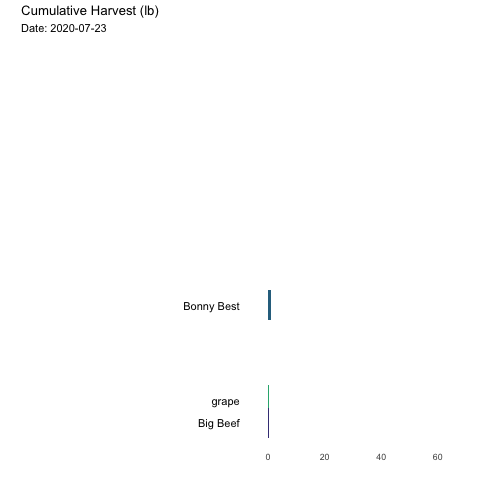 Cumulative Harvest (lb)
Date: 2020-07-23
Bonny Best
grape
Big Beef
0 20 40 60